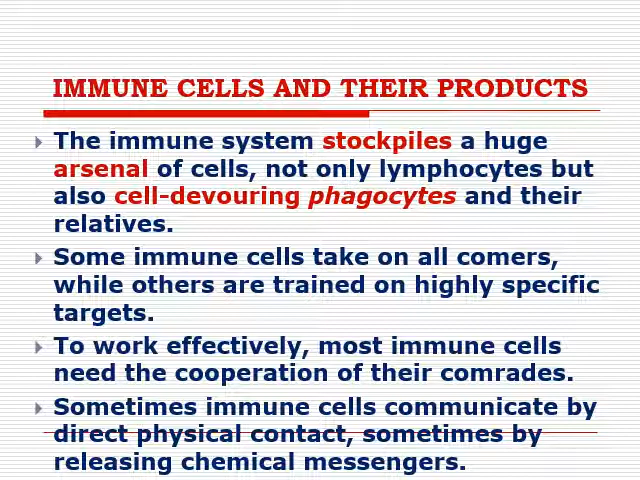 IMMUNE CELLS AND THEIR PRODUCTS
The immune system stockpiles a huge
arsenal of cells, not only lymphocytes but
also cell-devouring phagocytes and their
relatives.
Some immune cells take on all comers,
while others are trained on highly specific
targets.
To work effectively, most immune cells
need the cooperation of their comrades.
Sometimes immune cells communicate by
direct physical contact, sometimes by
releasing chemical messengers.